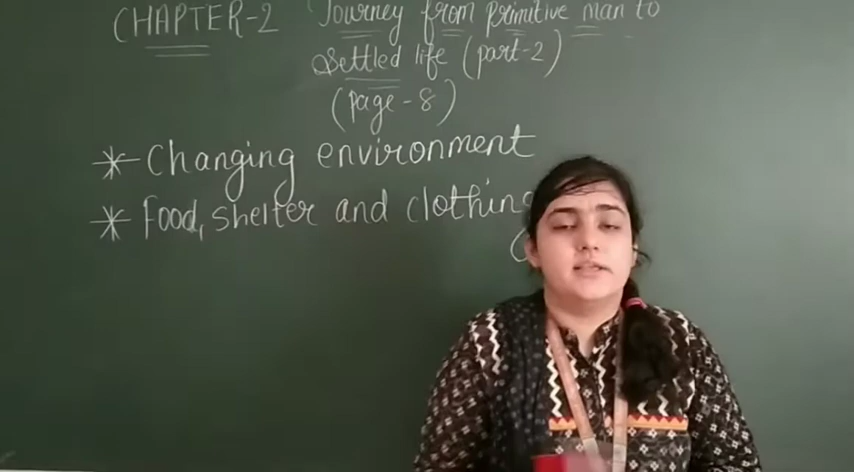 CHAPTER-2 Journey from primitive man to
settled life (part-2)
(page-8)
* Changing environment
* Food, shelter and clothing